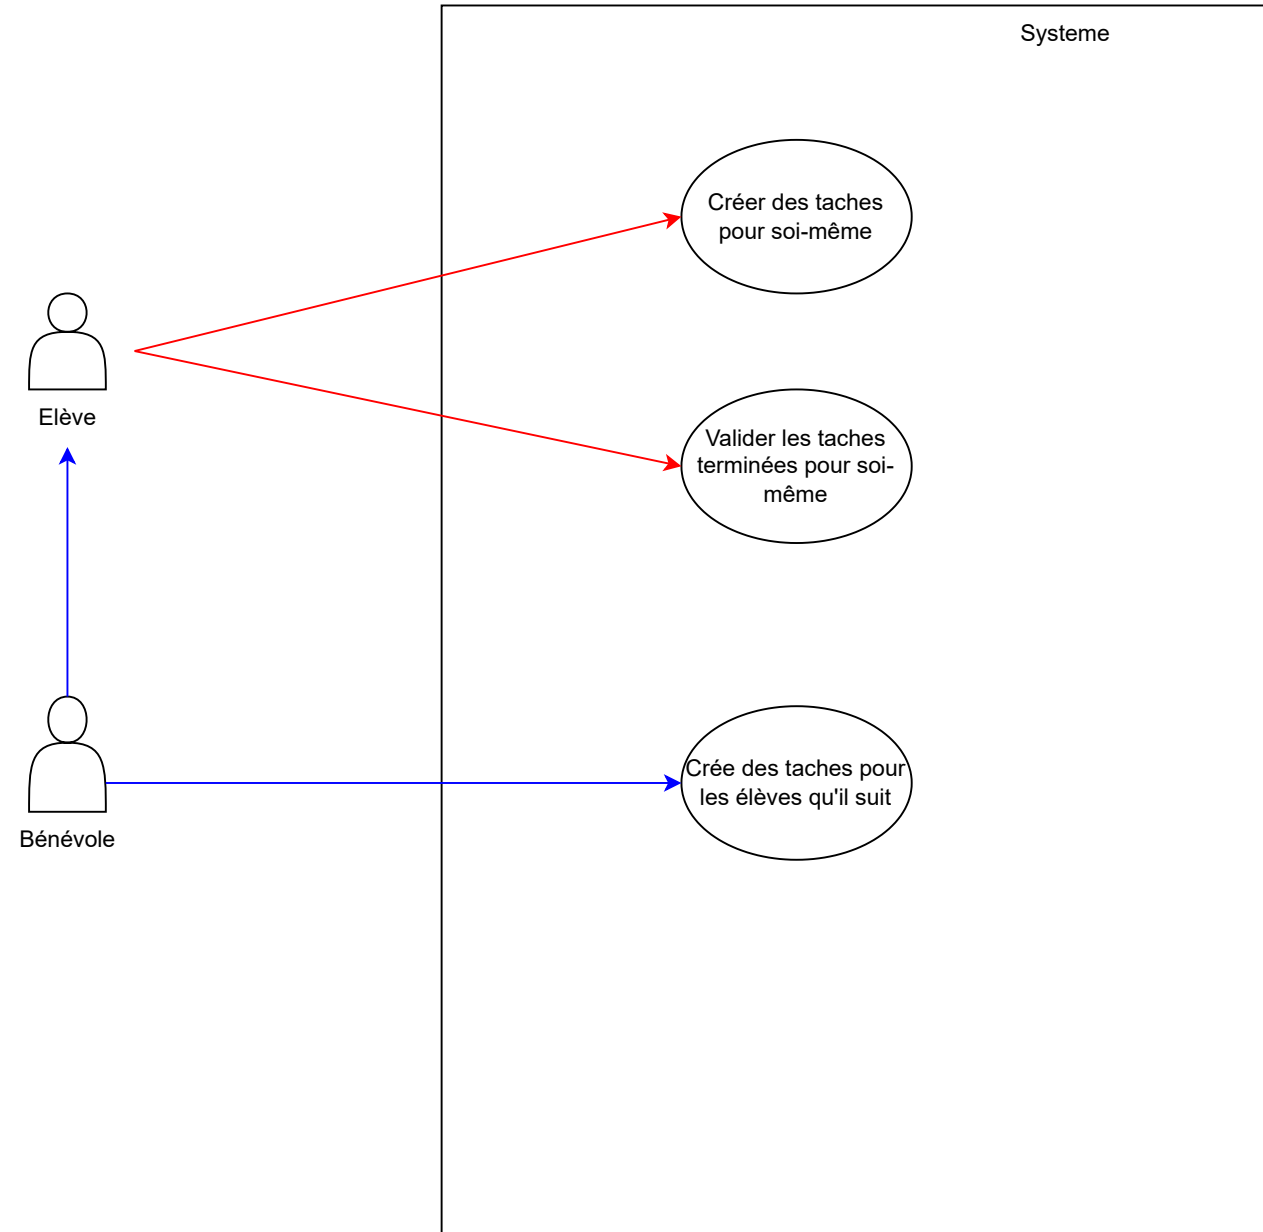 Systeme
Créer des taches
pour soi-même
Elève
Valider les taches
terminées pour soi-
même
Crée des taches pour
les élèves qu'il suit
Bénévole